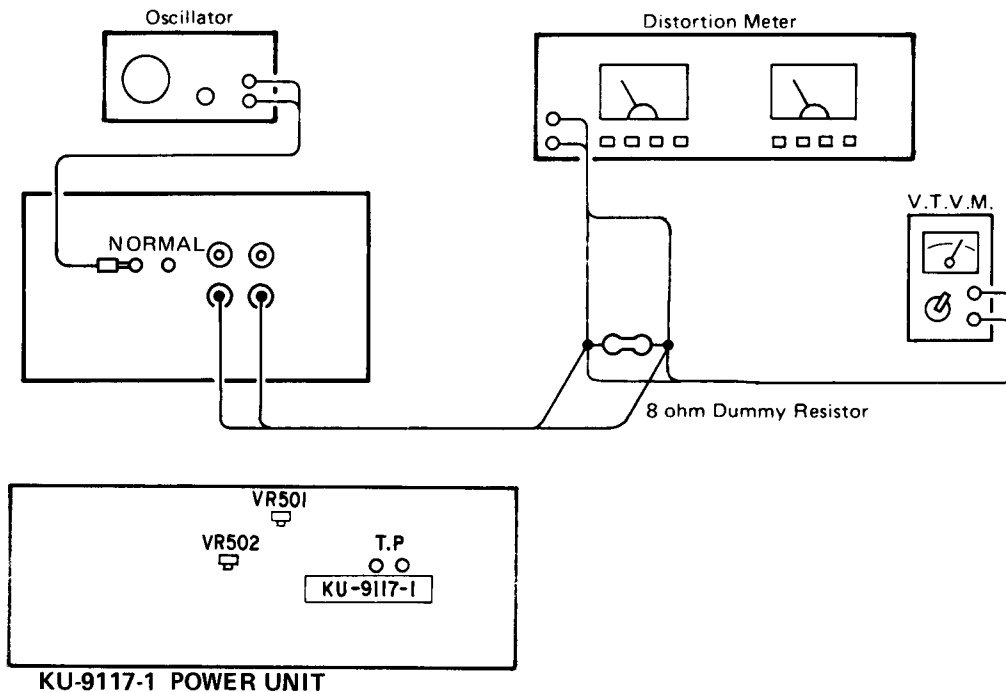 Oscillator
Distortion Meter
NORMAL
V.T.V.M.
8 ohm Dummy Resistor
VR501
VR502
T.P
KU-9117-1
KU-9117-1 POWER UNIT